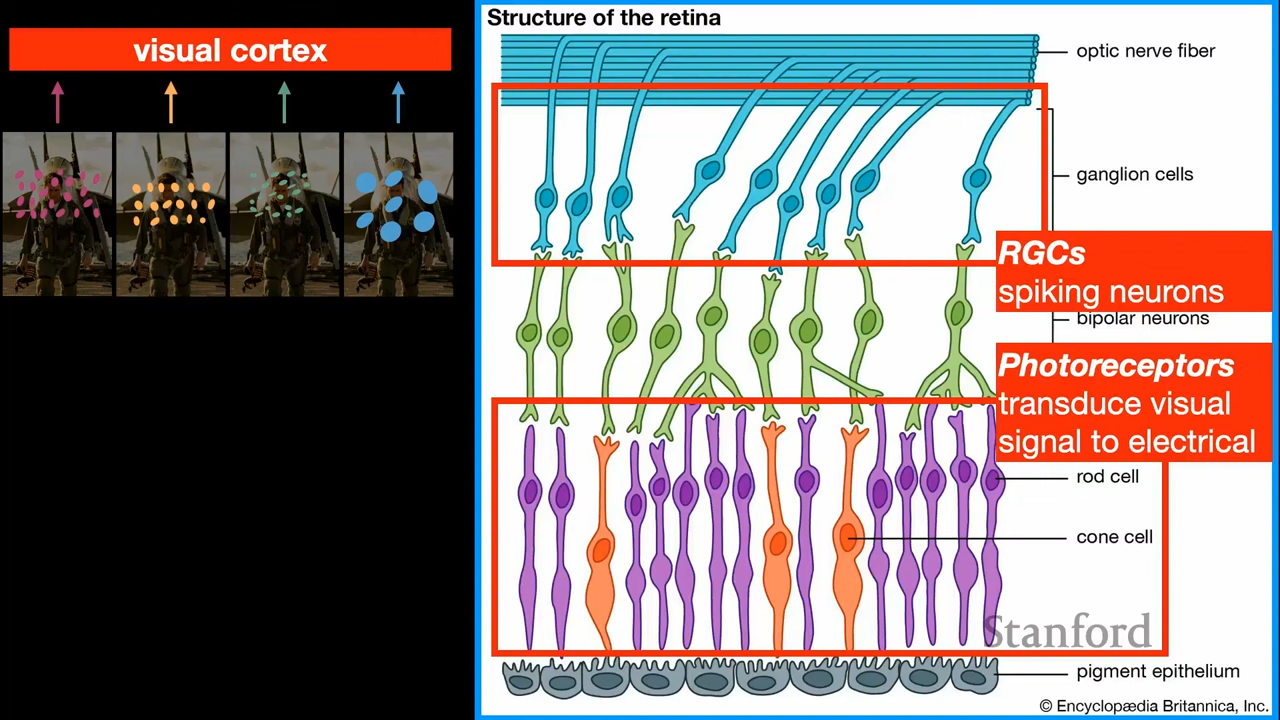 visual cortex
Structure of the retina
optic nerve fiber
ganglion cells
RGCs
spiking neurons
bipolar neurons
Photoreceptors
transduce visual
signal to electrical
rod cell
cone cell
Stanford
pigment epithelium
© Encyclopædia Britannica, Inc.